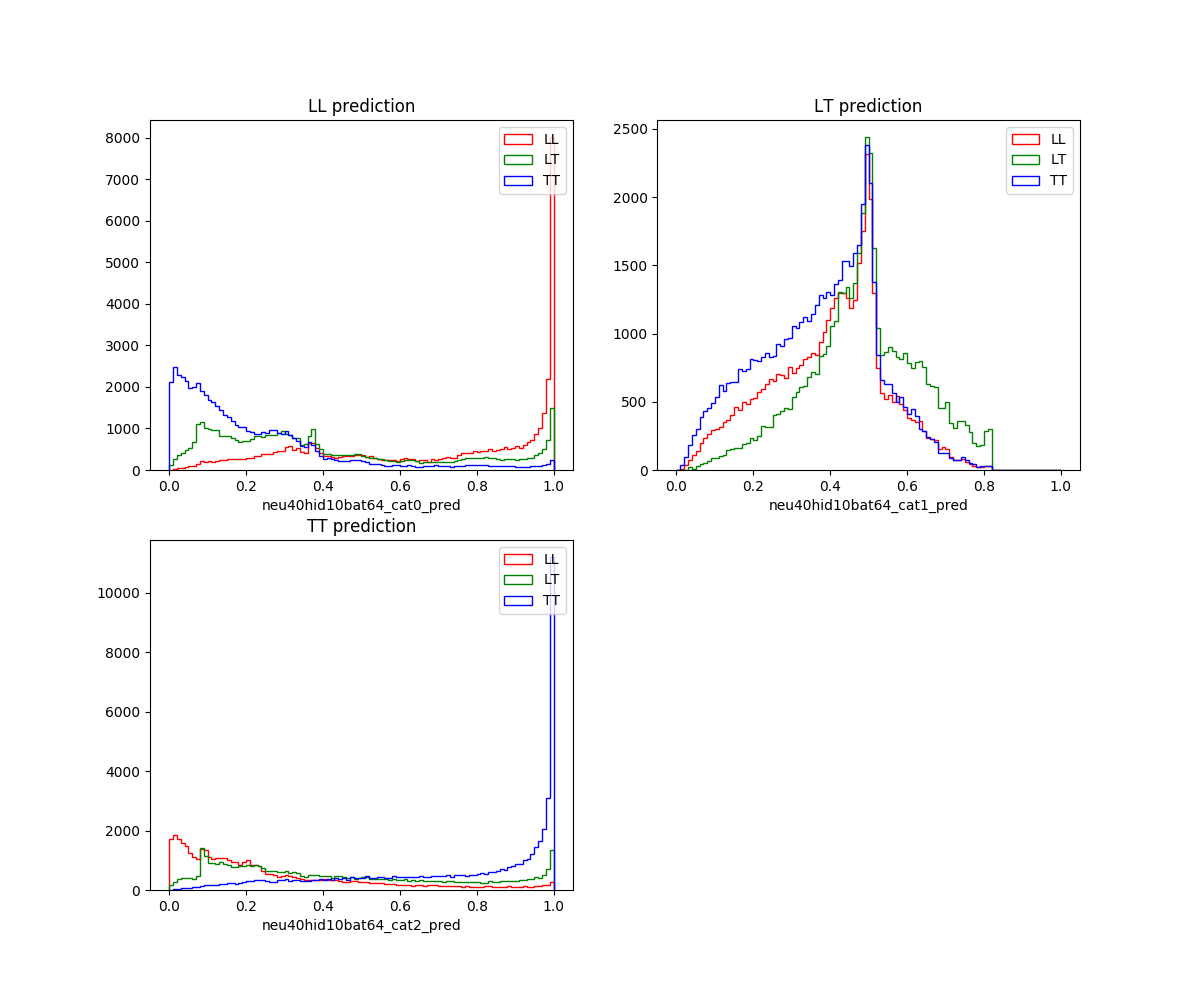 LL prediction
8000
7000
6000
5000
4000
3000
2000
1000
0
0.0 0.2 0.4 0.6 0.8 1.0
neu40hid10bat64_cat0_pred
LL
LT
TT
LT prediction
2500
2000
1500
1000
500
0
0.0 0.2 0.4 0.6 0.8 1.0
neu40hid10bat64_cat1_pred
LL
LT
TT
TT prediction
10000
8000
6000
4000
2000
0
0.0 0.2 0.4 0.6 0.8 1.0
neu40hid10bat64_cat2_pred
LL
LT
TT